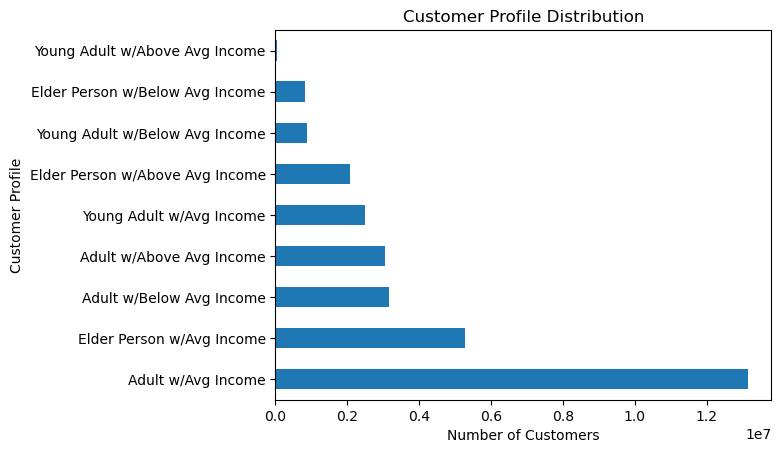 Customer Profile Distribution
Customer Profile
Young Adult w/Above Avg Income
Elder Person w/Below Avg Income
Young Adult w/Below Avg Income
Elder Person w/Above Avg Income
Young Adult w/Avg Income
Adult w/Above Avg Income
Adult w/Below Avg Income
Elder Person w/Avg Income
Adult w/Avg Income
0.0 0.2 0.4 0.6 0.8 1.0 1.2
1e7
Number of Customers